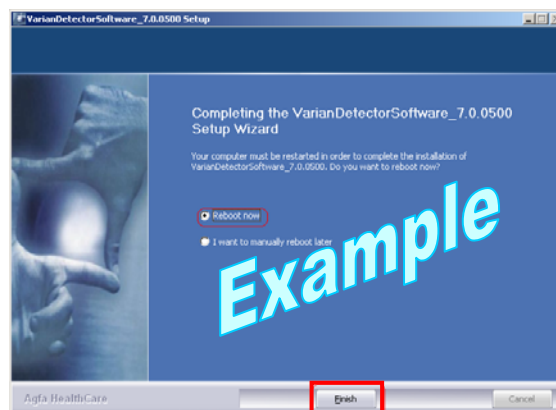 VarianDetectorSoftware_7.0.0500 Setup
Completing the VarianDetectorSoftware_7.0.0500
Setup Wizard
Your computer must be restarted in order to complete the installation of
VarianDetectorSoftware_7.0.0500. Do you want to reboot now?
Reboot now
I want to manually reboot later
Example
Agfa HealthCare
Finish
Cancel